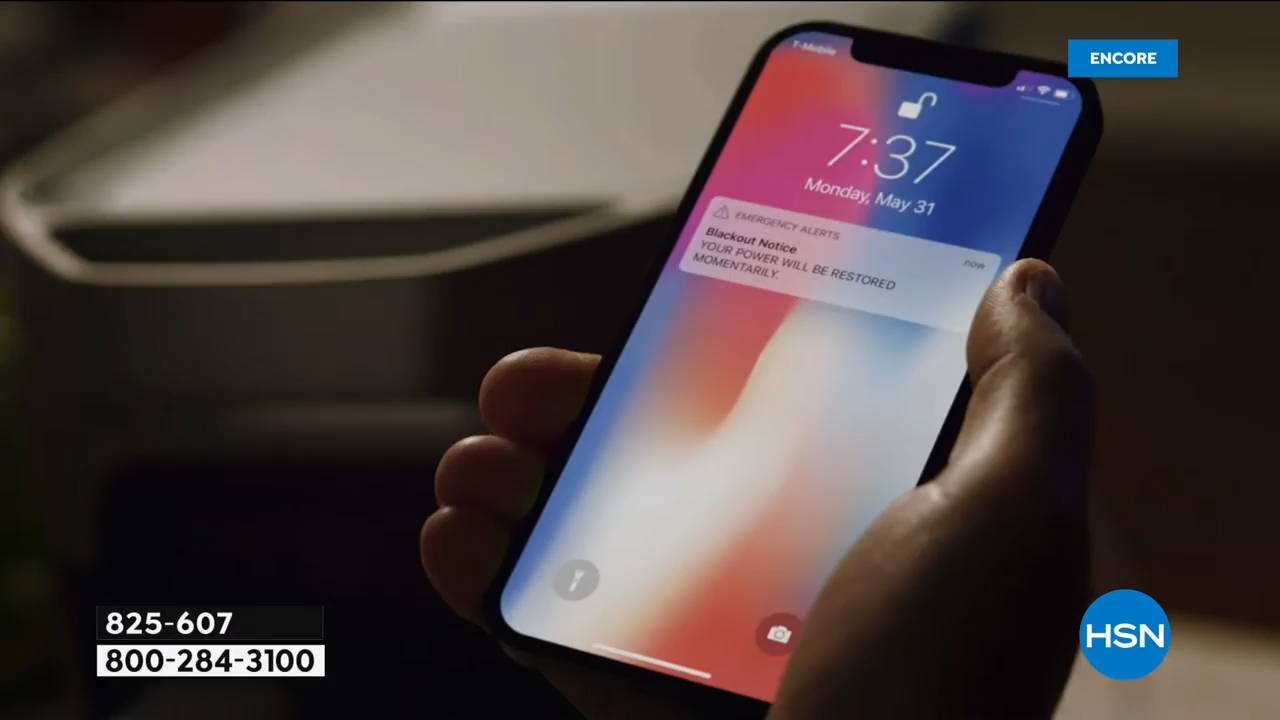 T-Mobile
ENCORE
7:37
Monday, May 31
EMERGENCY ALERTS
now
Blackout Notice
YOUR POWER WILL BE RESTORED
MOMENTARILY.
825-607
800-284-3100
HSN